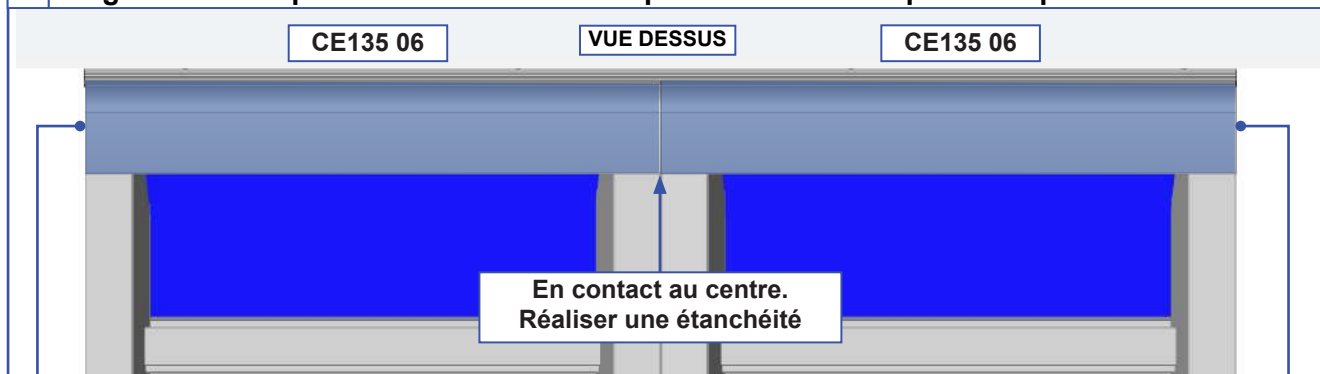 CE135 06
VUE DESSUS
CE135 06
En contact au centre.
Réaliser une étanchéité